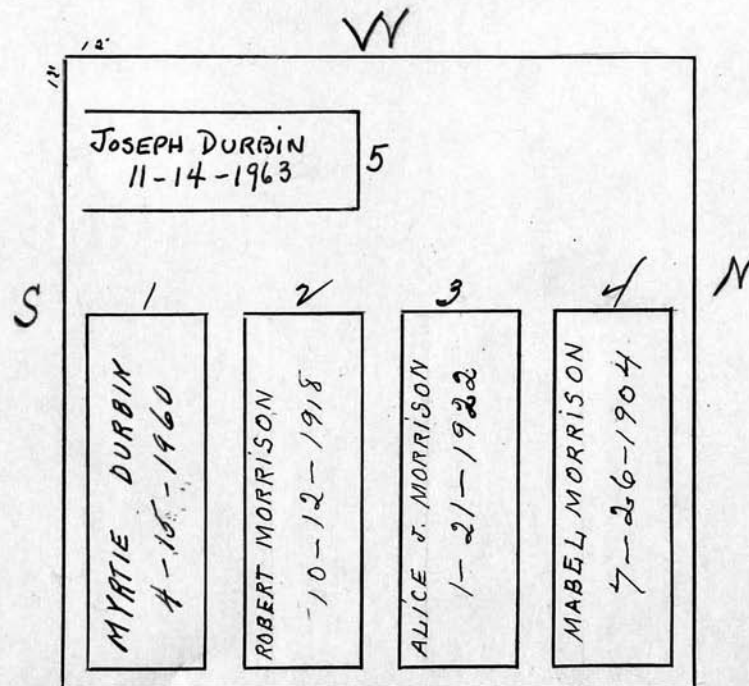 W
12"
12"
JOSEPH DURBIN
11-14-1963
5
S
N
1
2
3
4
MYRTIE DURBIN
4-15-1960
ROBERT MORRISON
10-12-1918
ALICE J. MORRISON
1-21-1922
MABEL MORRISON
7-26-1904